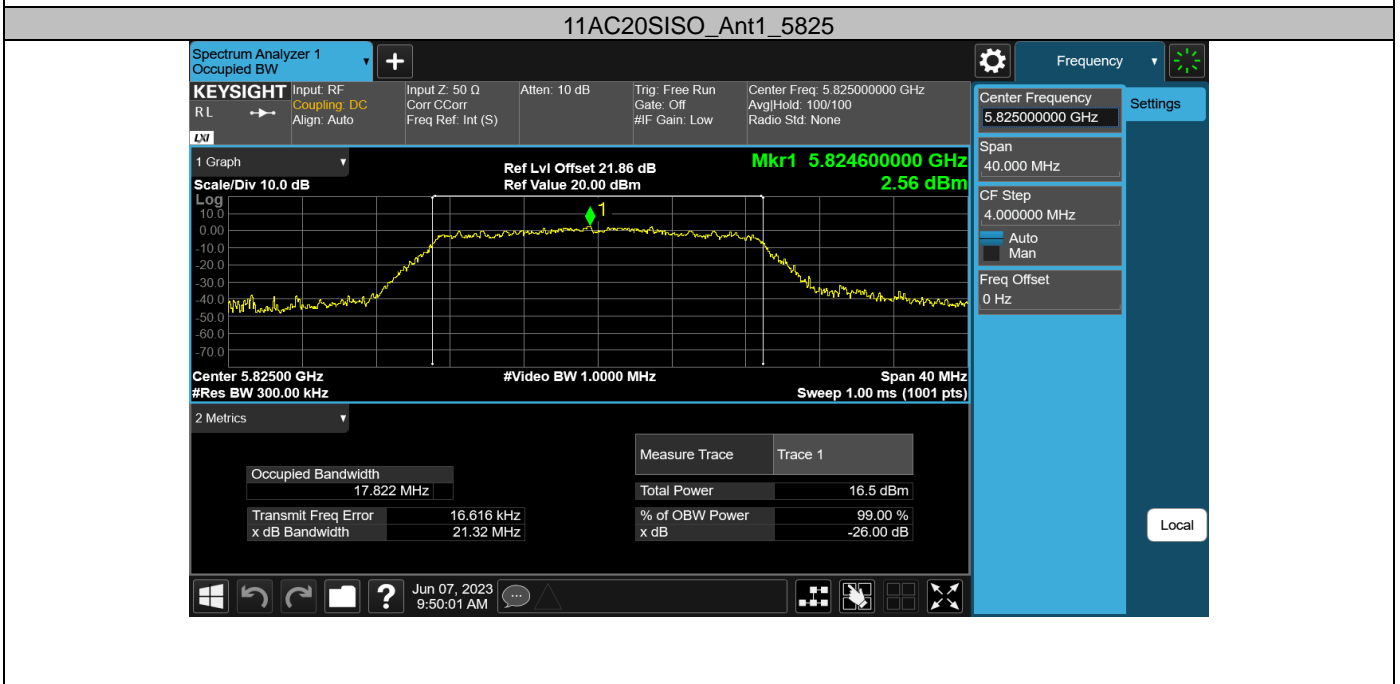 11AC20SISO_Ant1_5825
Spectrum Analyzer 1
Occupied BW
+
Frequency
KEYSIGHT
R L
LXI
Input: RF
Coupling: DC
Align: Auto
Input Z: 50 Ω
Corr CCorr
Freq Ref: Int (S)
Atten: 10 dB
Trig: Free Run
Gate: Off
#IF Gain: Low
Center Freq: 5.825000000 GHz
Avg|Hold: 100/100
Radio Std: None
Center Frequency
5.825000000 GHz
Settings
Span
40.000 MHz
CF Step
4.000000 MHz
Auto
Man
Freq Offset
0 Hz
Local
1 Graph
Scale/Div 10.0 dB
Ref Lvl Offset 21.86 dB
Ref Value 20.00 dBm
Mkr1 5.824600000 GHz
2.56 dBm
Log
10.0
0.00
-10.0
-20.0
-30.0
-40.0
-50.0
-60.0
-70.0
1
Center 5.82500 GHz
#Res BW 300.00 kHz
#Video BW 1.0000 MHz
Span 40 MHz
Sweep 1.00 ms (1001 pts)
2 Metrics
Measure Trace Trace 1
Occupied Bandwidth
17.822 MHz
Total Power 16.5 dBm
Transmit Freq Error 16.616 kHz
% of OBW Power 99.00 %
x dB Bandwidth 21.32 MHz
x dB -26.00 dB
?
Jun 07, 2023
9:50:01 AM